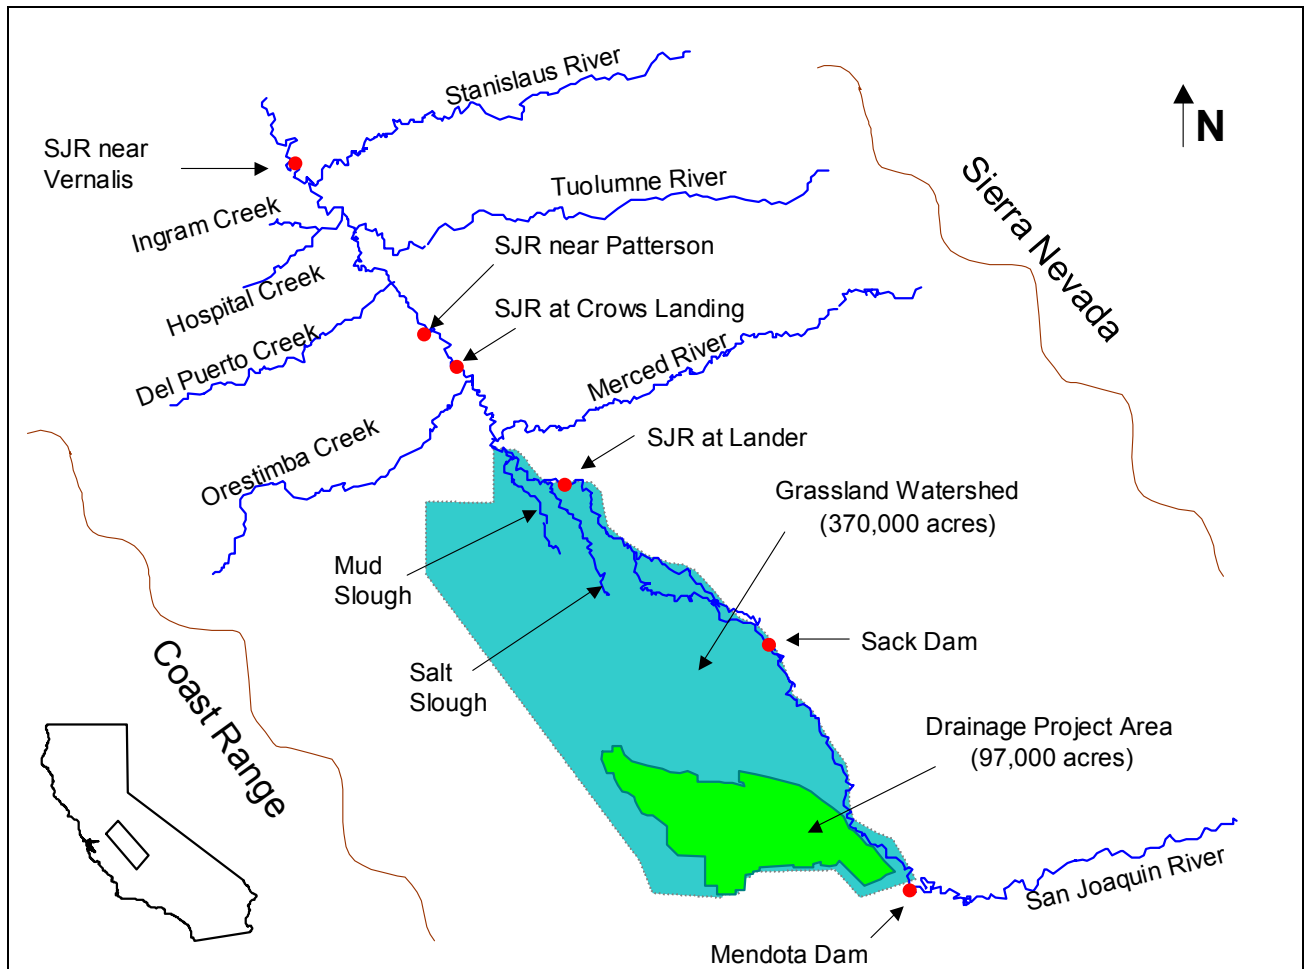 Stanislaus River
N
SJR near
Vernalis
Sierra Nevada
Tuolumne River
Ingram Creek
SJR near Patterson
Hospital Creek
SJR at Crows Landing
Del Puerto Creek
Merced River
SJR at Lander
Orestimba Creek
Grassland Watershed
(370,000 acres)
Mud
Slough
Sack Dam
Coast Range
Salt
Slough
Drainage Project Area
(97,000 acres)
San Joaquin River
Mendota Dam